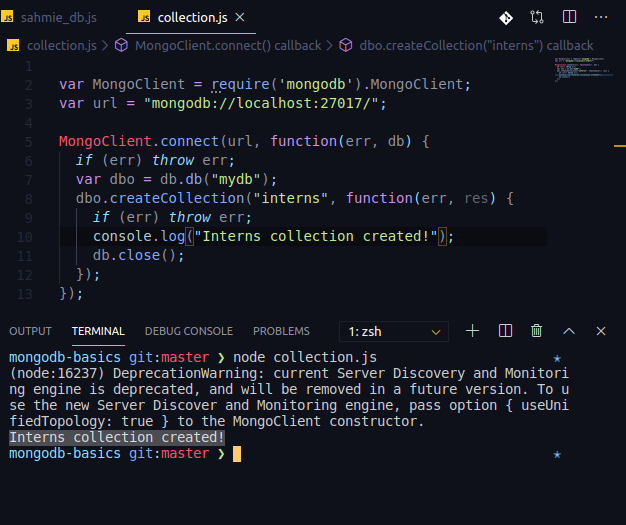 JS sahmie_db.js JS collection.js ×
JS collection.js > MongoClient.connect() callback > dbo.createCollection("interns") callback
1
2 var MongoClient = require('mongodb').MongoClient;
3 var url = "mongodb://localhost:27017/";
4
5 MongoClient.connect(url, function(err, db) {
6 if (err) throw err;
7 var dbo = db.db("mydb");
8 dbo.createCollection("interns", function(err, res) {
9 if (err) throw err;
10 console.log("Interns collection created!");
11 db.close();
12 });
13 });
OUTPUT TERMINAL DEBUG CONSOLE PROBLEMS 1: zsh
mongodb-basics git:master ❯ node collection.js
(node:16237) DeprecationWarning: current Server Discovery and Monitori
ng engine is deprecated, and will be removed in a future version. To u
se the new Server Discover and Monitoring engine, pass option { useUni
fiedTopology: true } to the MongoClient constructor.
Interns collection created!
mongodb-basics git:master ❯